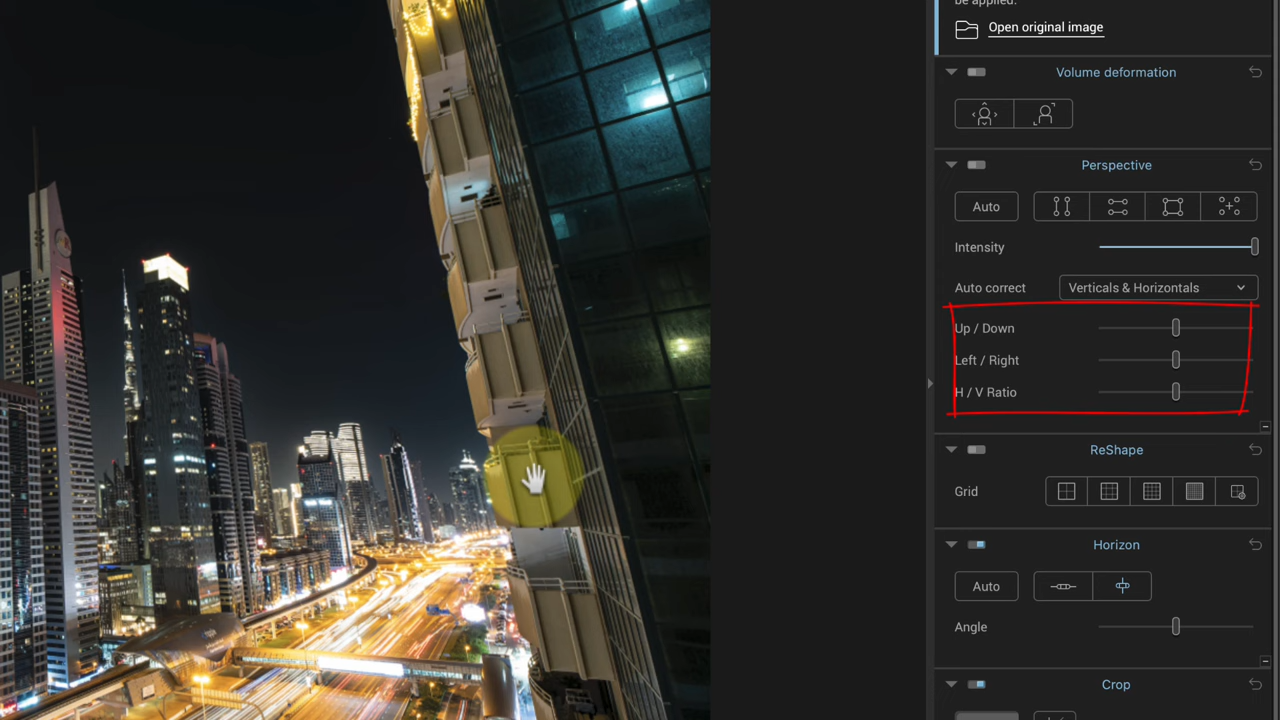 be applied.
Open original image
Volume deformation
Perspective
Auto
Intensity
Auto correct Verticals & Horizontals
Up / Down
Left / Right
H / V Ratio
ReShape
Grid
Horizon
Auto
Angle
Crop